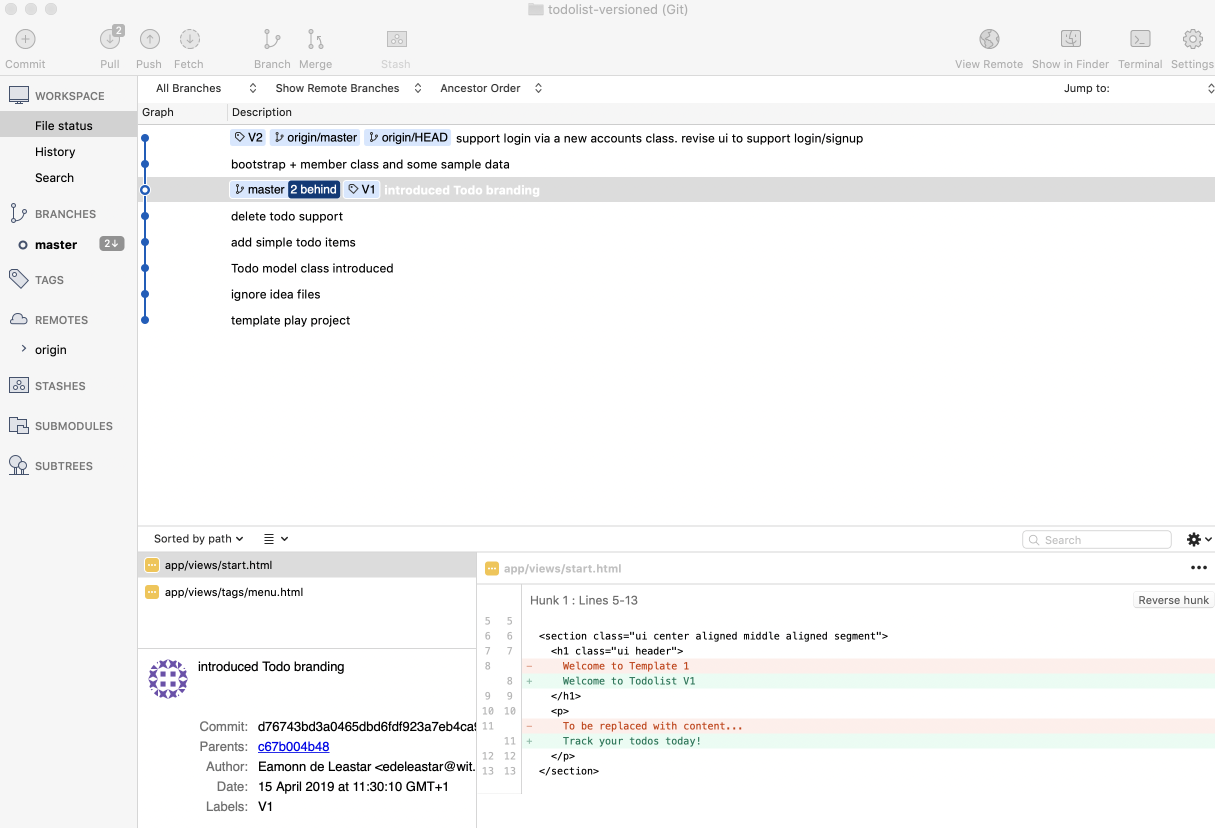 todolist-versioned (Git)
2
Commit Pull Push Fetch Branch Merge Stash View Remote Show in Finder Terminal Settings
WORKSPACE
File status
History
Search
BRANCHES
master 2↓
TAGS
REMOTES
origin
STASHES
SUBMODULES
SUBTREES
All Branches Show Remote Branches Ancestor Order Jump to:
Graph Description
V2 origin/master origin/HEAD support login via a new accounts class. revise ui to support login/signup
bootstrap + member class and some sample data
master 2 behind V1 introduced Todo branding
delete todo support
add simple todo items
Todo model class introduced
ignore idea files
template play project
Sorted by path Search
app/views/start.html
app/views/tags/menu.html
introduced Todo branding
Commit: d76743bd3a0465dbd6fdf923a7eb4ca
Parents: c67b004b48
Author: Eamonn de Leastar <edeleastar@wit.
Date: 15 April 2019 at 11:30:10 GMT+1
Labels: V1
app/views/start.html
Hunk 1 : Lines 5-13 Reverse hunk
5 5
6 6 <section class="ui center aligned middle aligned segment">
7 7 <h1 class="ui header">
8 - Welcome to Template 1
8 + Welcome to Todolist V1
9 9 </h1>
10 10 <p>
11 - To be replaced with content...
11 + Track your todos today!
12 12 </p>
13 13 </section>